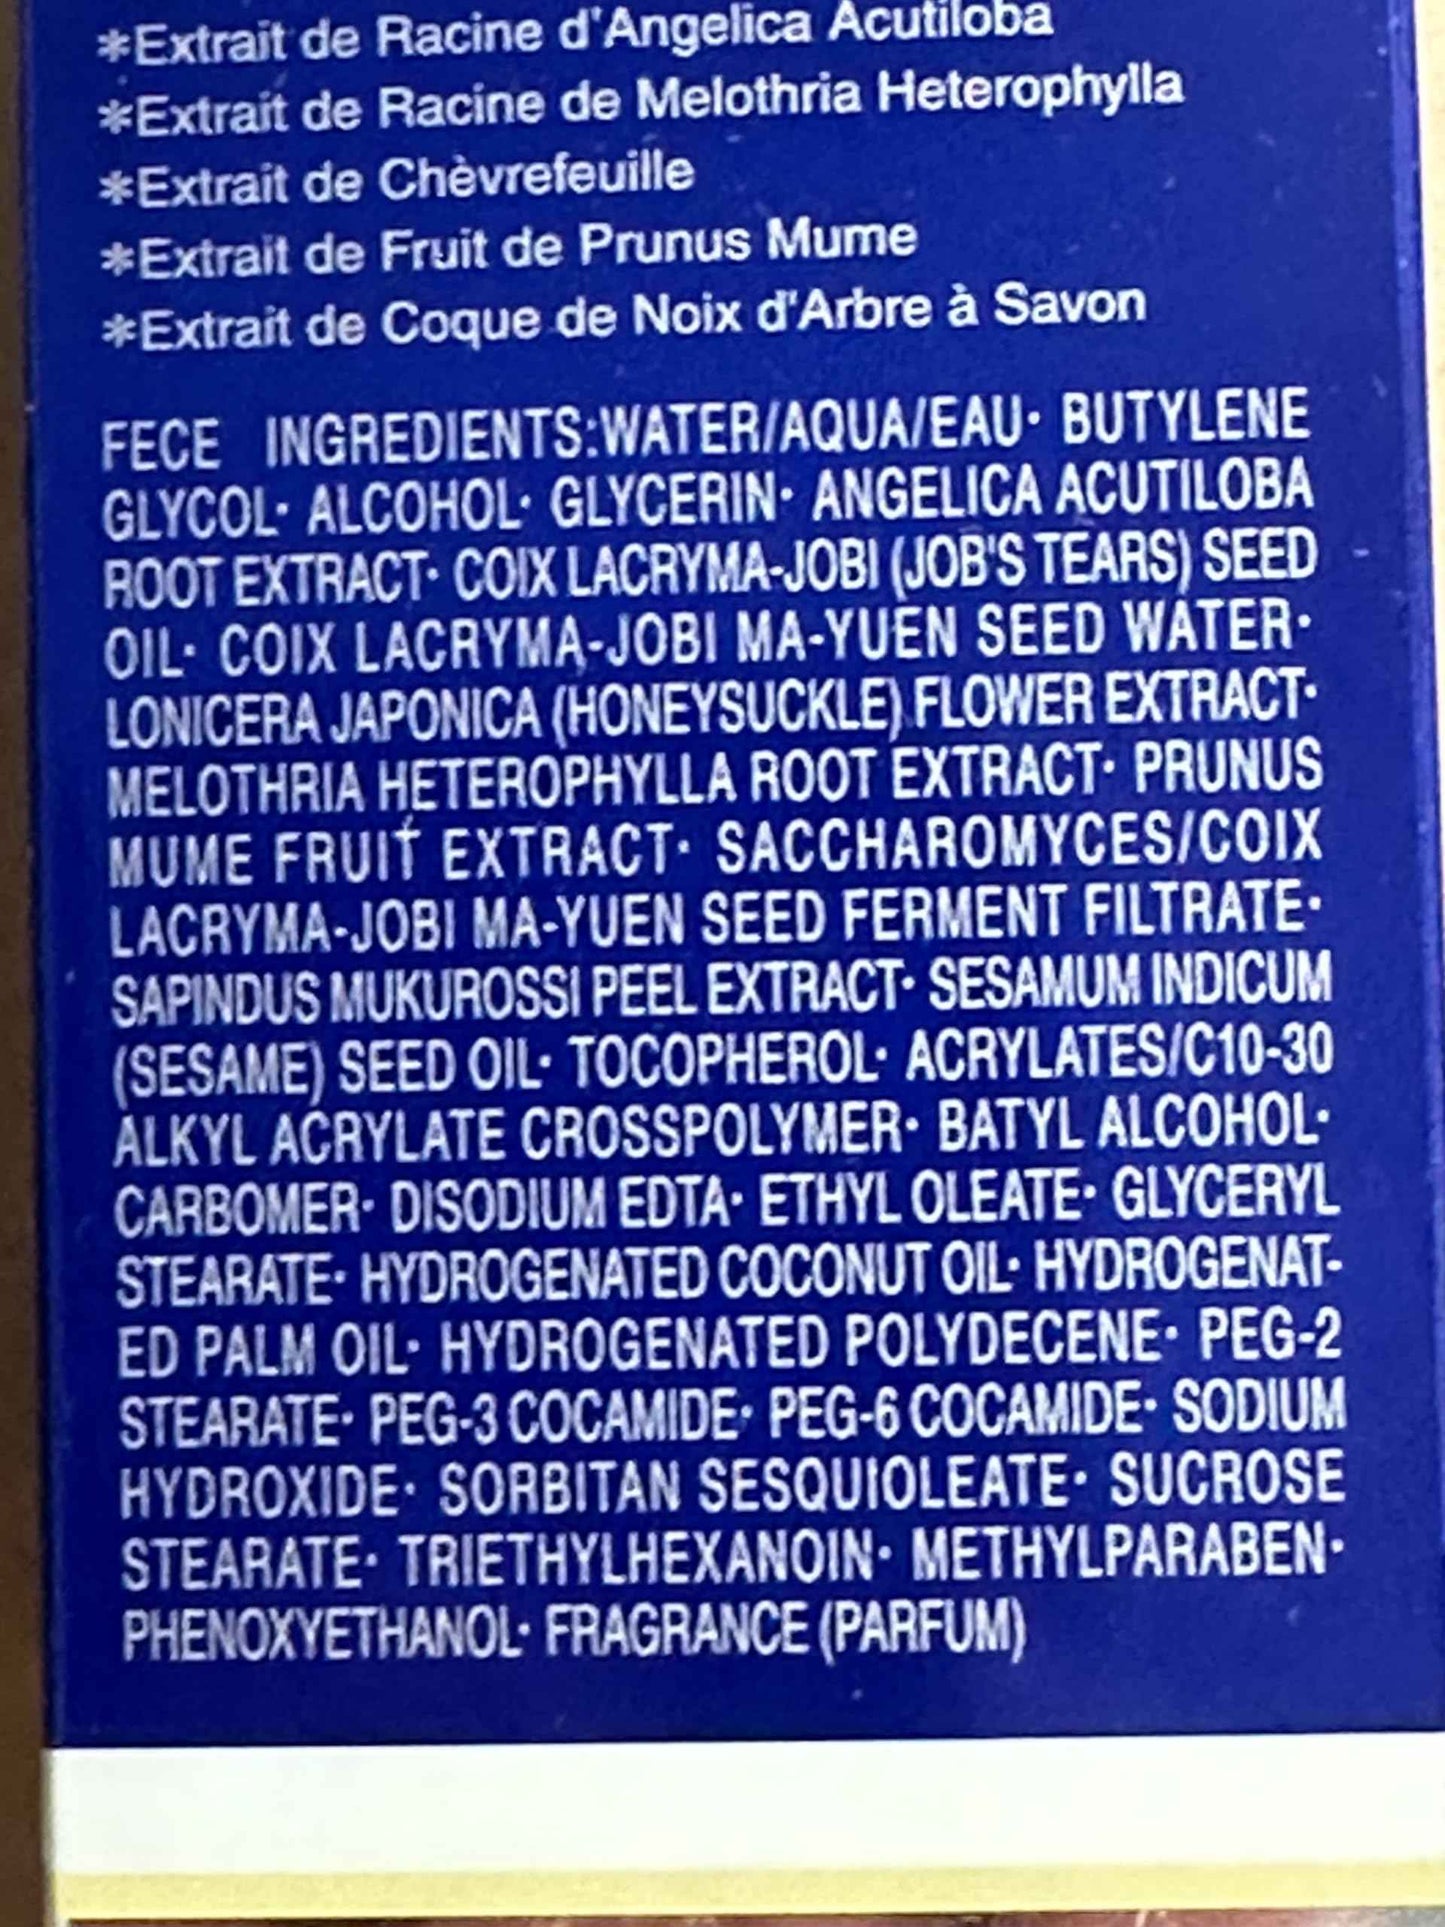 *Extrait de Racine d'Angelica Acutiloba
*Extrait de Racine de Melothria Heterophylla
*Extrait de Chèvrefeuille
*Extrait de Fruit de Prunus Mume
*Extrait de Coque de Noix d'Arbre à Savon
FECE INGREDIENTS:WATER/AQUA/EAU· BUTYLENE
GLYCOL· ALCOHOL· GLYCERIN· ANGELICA ACUTILOBA
ROOT EXTRACT· COIX LACRYMA-JOBI (JOB'S TEARS) SEED
OIL· COIX LACRYMA-JOBI MA-YUEN SEED WATER·
LONICERA JAPONICA (HONEYSUCKLE) FLOWER EXTRACT·
MELOTHRIA HETEROPHYLLA ROOT EXTRACT· PRUNUS
MUME FRUIT EXTRACT· SACCHAROMYCES/COIX
LACRYMA-JOBI MA-YUEN SEED FERMENT FILTRATE·
SAPINDUS MUKUROSSI PEEL EXTRACT· SESAMUM INDICUM
(SESAME) SEED OIL· TOCOPHEROL· ACRYLATES/C10-30
ALKYL ACRYLATE CROSSPOLYMER· BATYL ALCOHOL·
CARBOMER· DISODIUM EDTA· ETHYL OLEATE· GLYCERYL
STEARATE· HYDROGENATED COCONUT OIL· HYDROGENAT-
ED PALM OIL· HYDROGENATED POLYDECENE· PEG-2
STEARATE· PEG-3 COCAMIDE· PEG-6 COCAMIDE· SODIUM
HYDROXIDE· SORBITAN SESQUIOLEATE· SUCROSE
STEARATE· TRIETHYLHEXANOIN· METHYLPARABEN·
PHENOXYETHANOL· FRAGRANCE (PARFUM)